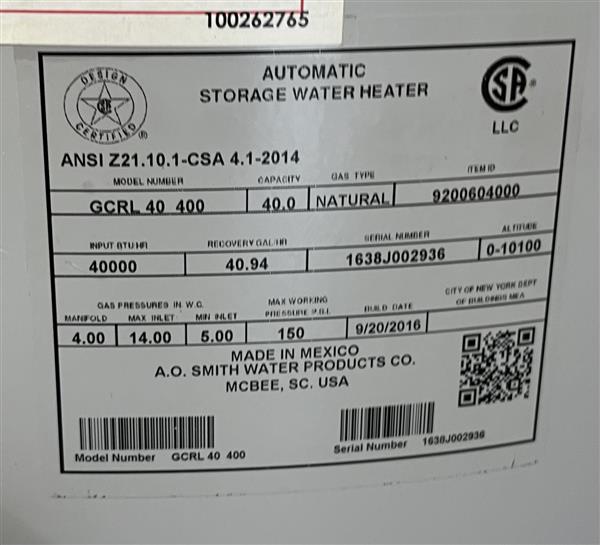 100262765
DESIGN
CERTIFIED
AUTOMATIC
STORAGE WATER HEATER
LLC
ANSI Z21.10.1-CSA 4.1-2014
MODEL NUMBER CAPACITY GAS TYPE ITEM ID
GCRL 40 400 40.0 NATURAL 9200604000
INPUT BTU/HR RECOVERY GAL/HR SERIAL NUMBER ALTITUDE
40000 40.94 1638J002936 0-10100
GAS PRESSURES IN W.C. MAX WORKING PRESSURE P.S.I. BUILD DATE CITY OF NEW YORK DEPT OF BUILDINGS MEA
MANIFOLD MAX INLET MIN INLET
4.00 14.00 5.00 150 9/20/2016
MADE IN MEXICO
A.O. SMITH WATER PRODUCTS CO.
MCBEE, SC. USA
Model Number GCRL 40 400
Serial Number 1638J002936